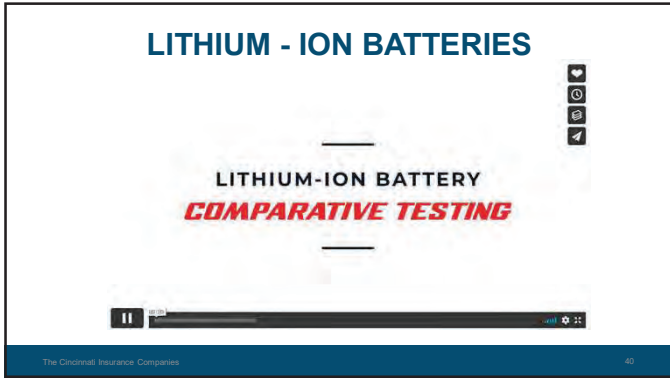 LITHIUM - ION BATTERIES
LITHIUM-ION BATTERY
COMPARATIVE TESTING
The Cincinnati Insurance Companies
40